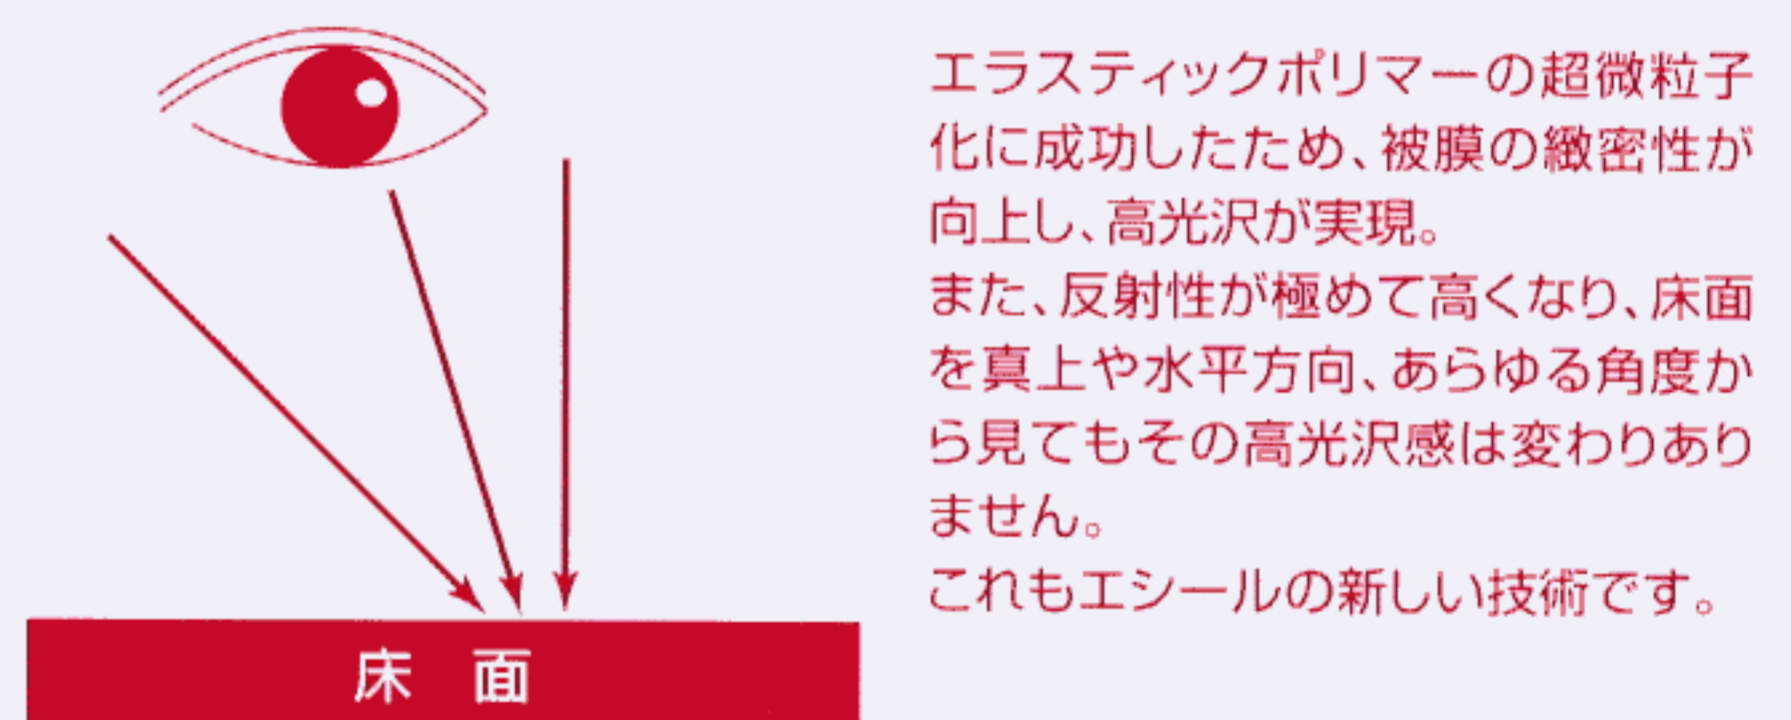 エラスティックポリマーの超微粒子
化に成功したため、被膜の緻密性が
向上し、高光沢が実現。
また、反射性が極めて高くなり、床面
を真上や水平方向、あらゆる角度か
ら見てもその高光沢感は変わりあり
ません。
これもエシールの新しい技術です。
床 面